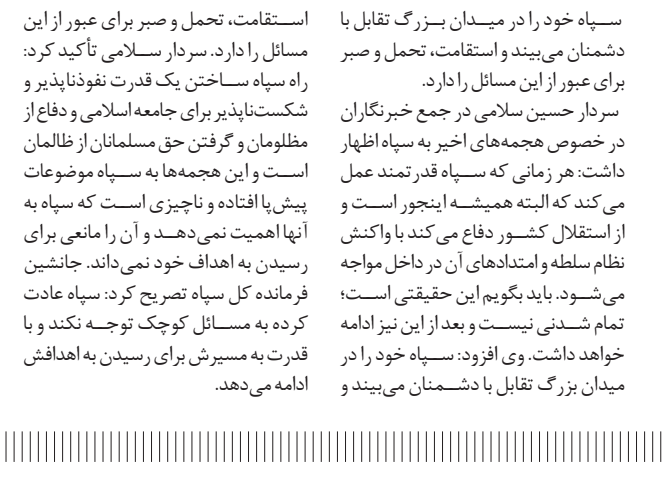 سپاه خود را در میدان بزرگ تقابل با
دشمنان می‌بیند و استقامت، تحمل و صبر
برای عبور از این مسائل را دارد.
سردار حسین سلامی در جمع خبرنگاران
در خصوص هجمه‌های اخیر به سپاه اظهار
داشت: هر زمانی که سپاه قدرتمند عمل
می‌کند که البته همیشه اینجور است و
از استقلال کشور دفاع می‌کند با واکنش
نظام سلطه و امتدادهای آن در داخل مواجه
می‌شود. باید بگویم این حقیقتی است؛
تمام شدنی نیست و بعد از این نیز ادامه
خواهد داشت. وی افزود: سپاه خود را در
میدان بزرگ تقابل با دشمنان می‌بیند و
استقامت، تحمل و صبر برای عبور از این
مسائل را دارد. سردار سلامی تأکید کرد:
راه سپاه ساختن یک قدرت نفوذناپذیر و
شکست‌ناپذیر برای جامعه اسلامی و دفاع از
مظلومان و گرفتن حق مسلمانان از ظالمان
است و این هجمه‌ها به سپاه موضوعات
پیش‌پا افتاده و ناچیزی است که سپاه به
آنها اهمیت نمی‌دهد و آن را مانعی برای
رسیدن به اهداف خود نمی‌داند. جانشین
فرمانده کل سپاه تصریح کرد: سپاه عادت
کرده به مسائل کوچک توجه نکند و با
قدرت به مسیرش برای رسیدن به اهدافش
ادامه می‌دهد.